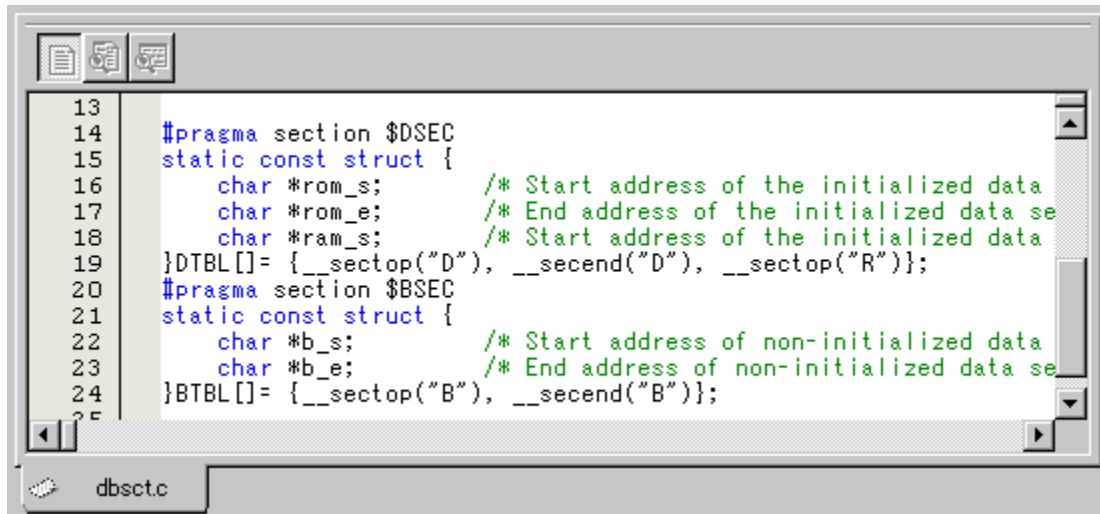 13
14 #pragma section $DSEC
15 static const struct {
16     char *rom_s;       /* Start address of the initialized data
17     char *rom_e;       /* End address of the initialized data se
18     char *ram_s;       /* Start address of the initialized data
19 }DTBL[]= {__sectop("D"), __secend("D"), __sectop("R")};
20 #pragma section $BSEC
21 static const struct {
22     char *b_s;         /* Start address of non-initialized data
23     char *b_e;         /* End address of non-initialized data se
24 }BTBL[]= {__sectop("B"), __secend("B")};
25
dbsct.c